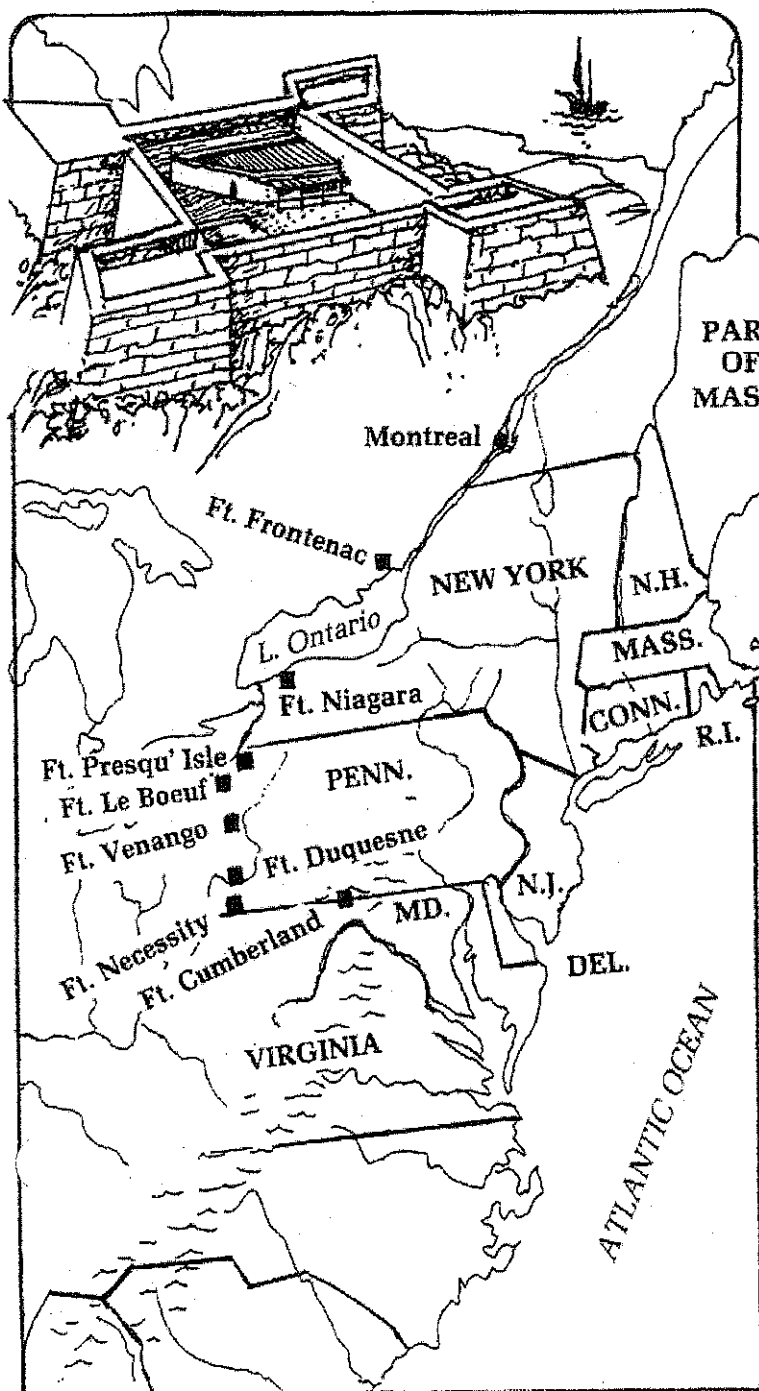 PAR
OF
MAS
Montreal
Ft. Frontenac
NEW YORK
N.H.
L. Ontario
MASS.
Ft. Niagara
CONN.
R.I.
Ft. Presqu' Isle
PENN.
Ft. Le Boeuf
Ft. Venango
Ft. Duquesne
N.J.
Ft. Necessity
Ft. Cumberland
MD.
DEL.
VIRGINIA
ATLANTIC OCEAN